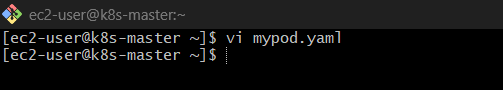 ec2-user@k8s-master:~
[ec2-user@k8s-master ~]$ vi mypod.yaml
[ec2-user@k8s-master ~]$